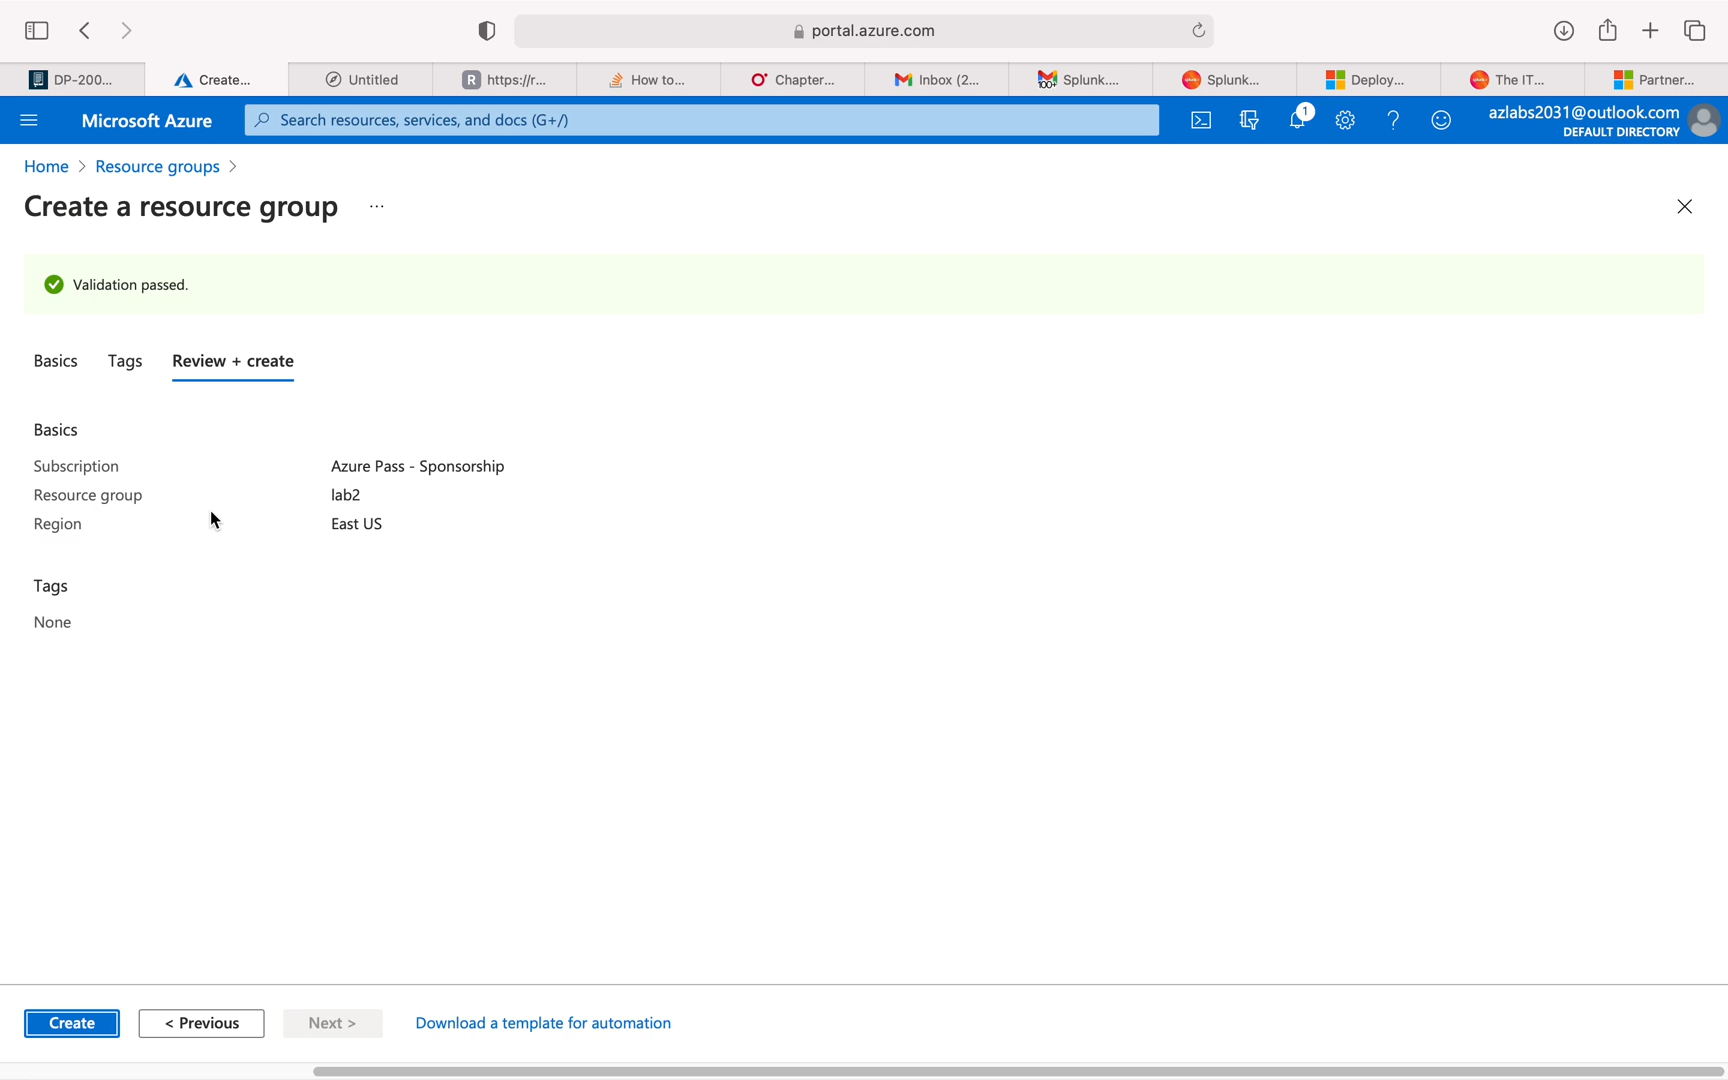 portal.azure.com
DP-200...
Create...
Untitled
R https://r...
How to...
Chapter...
Inbox (2...
100+ Splunk....
Splunk...
Deploy...
The IT...
Partner...
Microsoft Azure
Search resources, services, and docs (G+/)
1
azlabs2031@outlook.com
DEFAULT DIRECTORY
Home > Resource groups >
Create a resource group ...
Validation passed.
Basics Tags Review + create
Basics
Subscription Azure Pass - Sponsorship
Resource group lab2
Region East US
Tags
None
Create < Previous Next > Download a template for automation